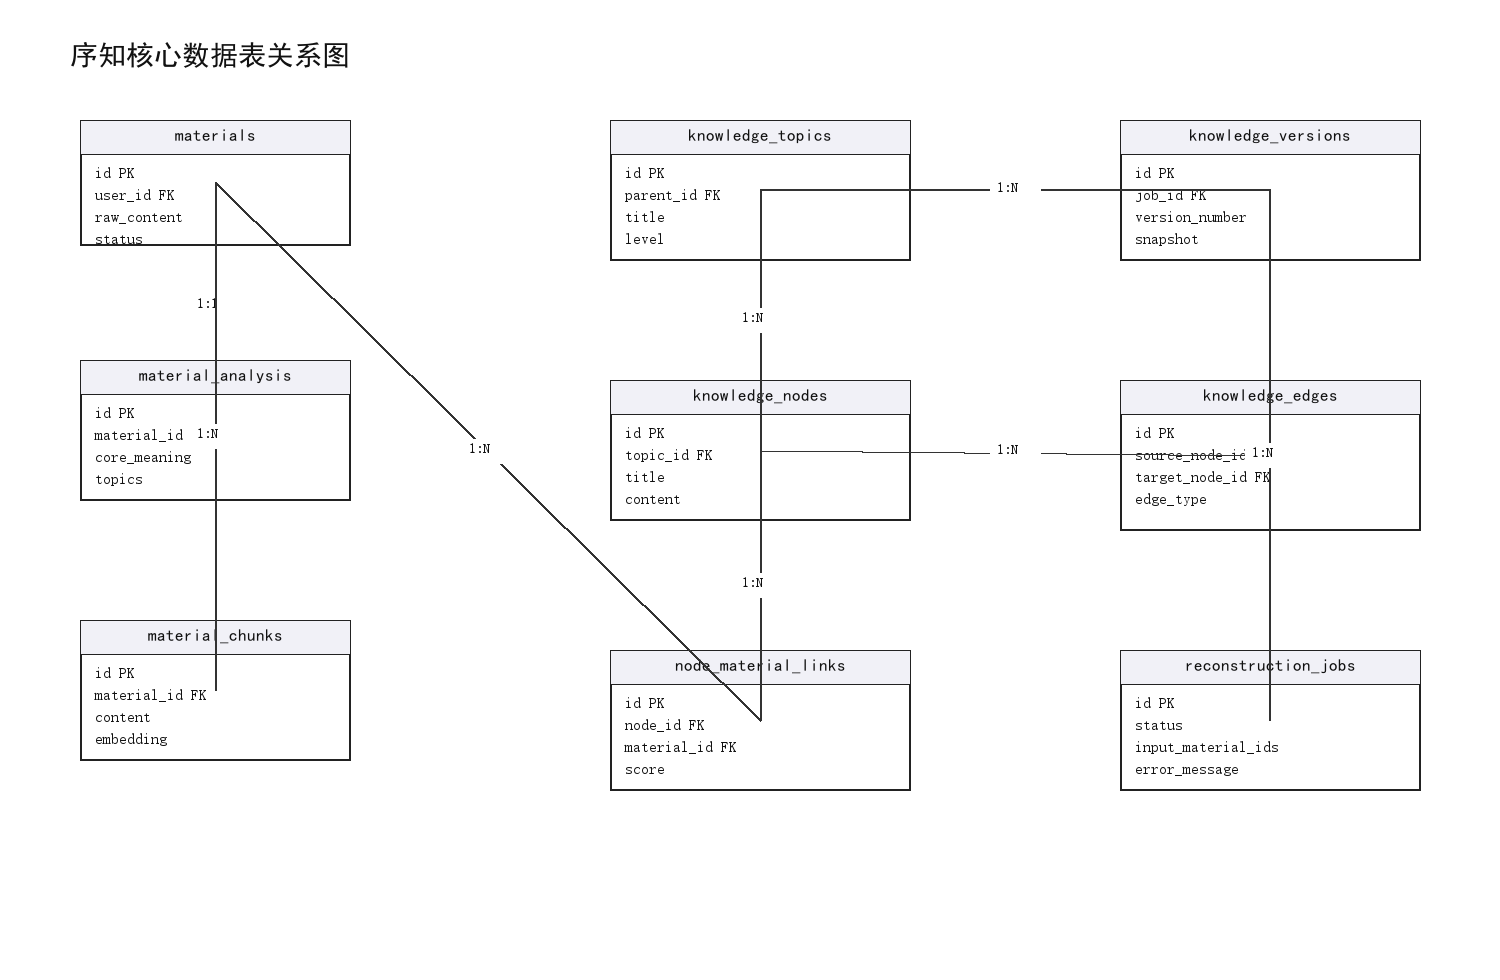 序知核心数据表关系图
materials
id PK
user_id FK
raw_content
status
1:1
material_analysis
id PK
material_id
1:N
core_meaning
topics
material_chunks
id PK
material_id FK
content
embedding
1:N
knowledge_topics
id PK
parent_id FK
title
level
1:N
1:N
knowledge_nodes
id PK
topic_id FK
title
content
1:N
1:N
node_material_links
id PK
node_id FK
material_id FK
score
knowledge_versions
id PK
job_id FK
version_number
snapshot
knowledge_edges
id PK
source_node_id
1:N
target_node_id FK
edge_type
reconstruction_jobs
id PK
status
input_material_ids
error_message